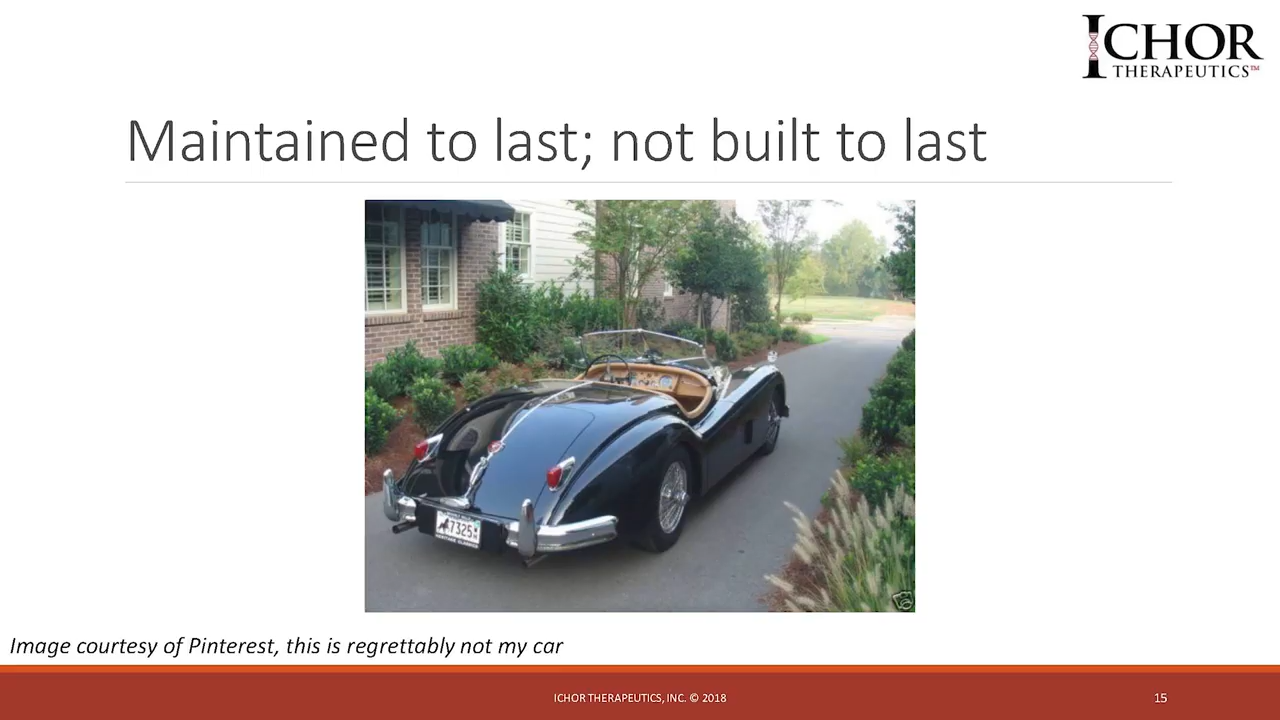 ICHOR
THERAPEUTICS™
Maintained to last; not built to last
7325
Image courtesy of Pinterest, this is regrettably not my car
ICHOR THERAPEUTICS, INC. © 2018
15